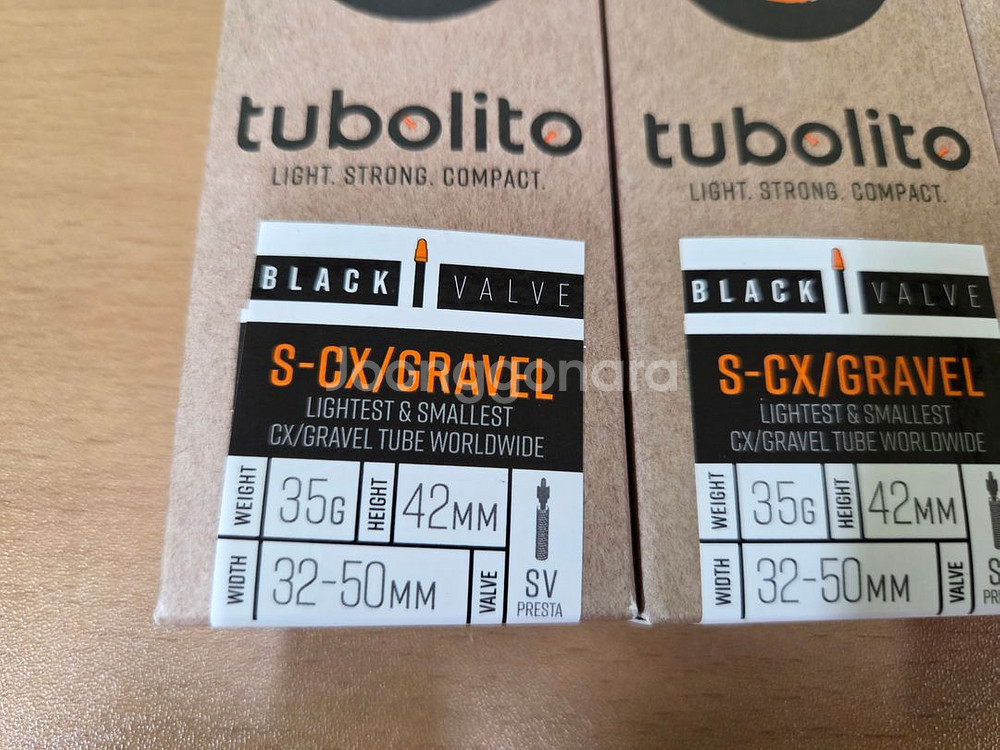 tubolito
LIGHT. STRONG. COMPACT.
BLACK VALVE
S-CX/GRAVEL
LIGHTEST & SMALLEST
CX/GRAVEL TUBE WORLDWIDE
WEIGHT 35G HEIGHT 42MM
WIDTH 32-50MM VALVE SV
PRESTA
tubolito
LIGHT. STRONG. COMPACT.
BLACK VALVE
S-CX/GRAVEL
LIGHTEST & SMALLEST
CX/GRAVEL TUBE WORLDWIDE
WEIGHT 35G HEIGHT 42MM
WIDTH 32-50MM VALVE
Joonggonara